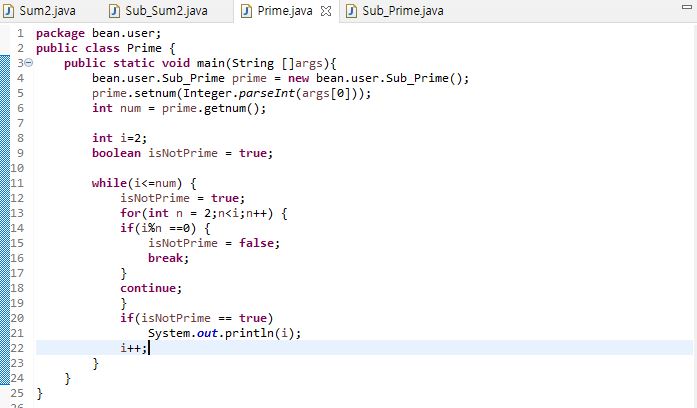 Sum2.java Sub_Sum2.java Prime.java Sub_Prime.java
1 package bean.user;
2 public class Prime {
3 public static void main(String []args){
4 bean.user.Sub_Prime prime = new bean.user.Sub_Prime();
5 prime.setnum(Integer.parseInt(args[0]));
6 int num = prime.getnum();
7
8 int i=2;
9 boolean isNotPrime = true;
10
11 while(i<=num) {
12 isNotPrime = true;
13 for(int n = 2;n<i;n++) {
14 if(i%n ==0) {
15 isNotPrime = false;
16 break;
17 }
18 continue;
19 }
20 if(isNotPrime == true)
21 System.out.println(i);
22 i++;
23 }
24 }
25 }
26